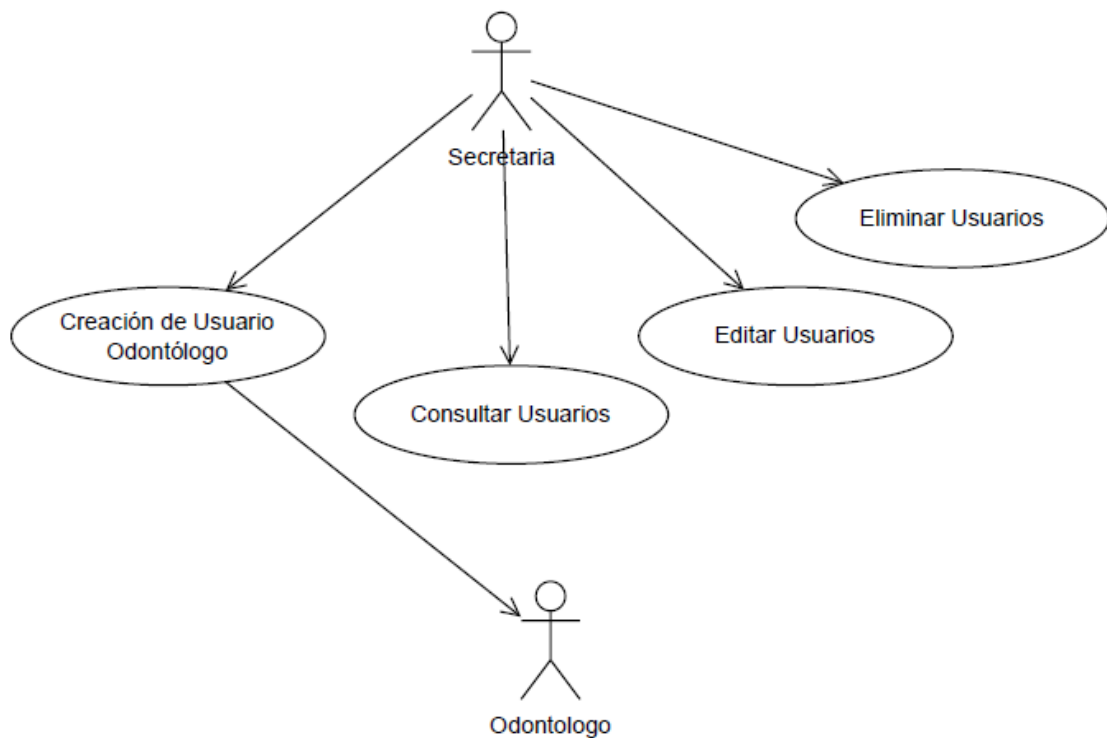 Secretaria
Eliminar Usuarios
Creación de Usuario
Odontólogo
Editar Usuarios
Consultar Usuarios
Odontologo